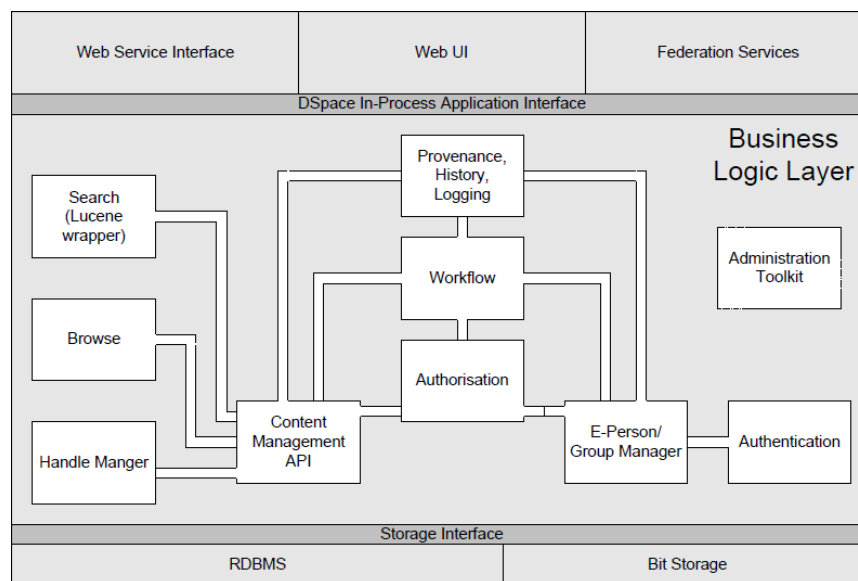 Web Service Interface
Web UI
Federation Services
DSpace In-Process Application Interface
Business
Logic Layer
Provenance,
History,
Logging
Search
(Lucene
wrapper)
Workflow
Administration
Toolkit
Browse
Authorisation
Content
Management
API
E-Person/
Group Manager
Authentication
Handle Manger
Storage Interface
RDBMS
Bit Storage